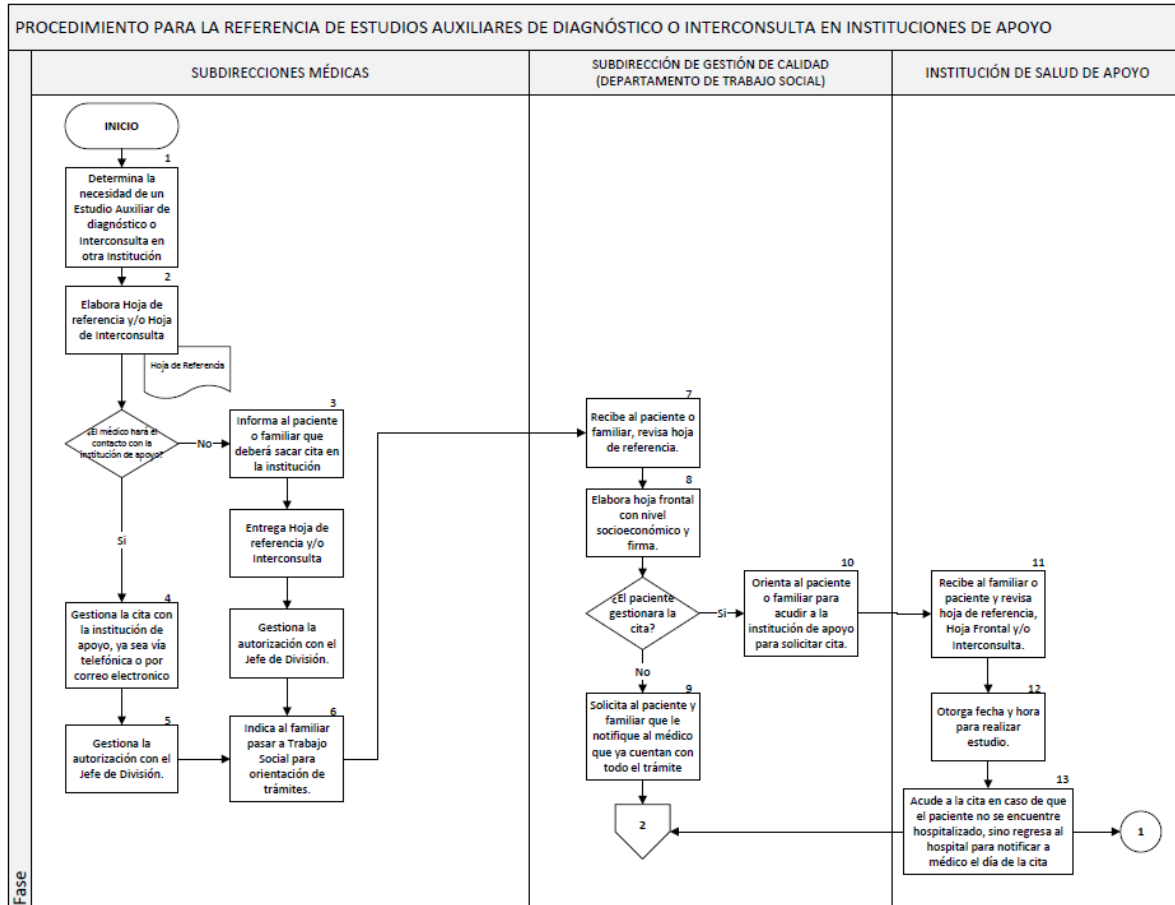 PROCEDIMIENTO PARA LA REFERENCIA DE ESTUDIOS AUXILIARES DE DIAGNÓSTICO O INTERCONSULTA EN INSTITUCIONES DE APOYO
SUBDIRECCIONES MÉDICAS
SUBDIRECCIÓN DE GESTIÓN DE CALIDAD
(DEPARTAMENTO DE TRABAJO SOCIAL)
INSTITUCIÓN DE SALUD DE APOYO
Fase
INICIO
1
Determina la
necesidad de un
Estudio Auxiliar de
diagnóstico o
Interconsulta en
otra Institución
2
Elabora Hoja de
referencia y/o Hoja
de Interconsulta
Hoja de Referencia
¿El médico hará el
contacto con la
institución de apoyo?
No
Si
3
Informa al paciente
o familiar que
deberá sacar cita en
la institución
Entrega Hoja de
referencia y/o
Interconsulta
Gestiona la
autorización con el
Jefe de División.
4
Gestiona la cita con
la institución de
apoyo, ya sea vía
telefónica o por
correo electronico
5
Gestiona la
autorización con el
Jefe de División.
6
Indica al familiar
pasar a Trabajo
Social para
orientación de
trámites.
7
Recibe al paciente o
familiar, revisa hoja
de referencia.
8
Elabora hoja frontal
con nivel
socioeconómico y
firma.
¿El paciente
gestionara la
cita?
Si
No
9
Solicita al paciente y
familiar que le
notifique al médico
que ya cuentan con
todo el trámite
2
10
Orienta al paciente
o familiar para
acudir a la
institución de apoyo
para solicitar cita.
11
Recibe al familiar o
paciente y revisa
hoja de referencia,
Hoja Frontal y/o
Interconsulta.
12
Otorga fecha y hora
para realizar
estudio.
13
Acude a la cita en caso de que
el paciente no se encuentre
hospitalizado, sino regresa al
hospital para notificar a
médico el día de la cita
1